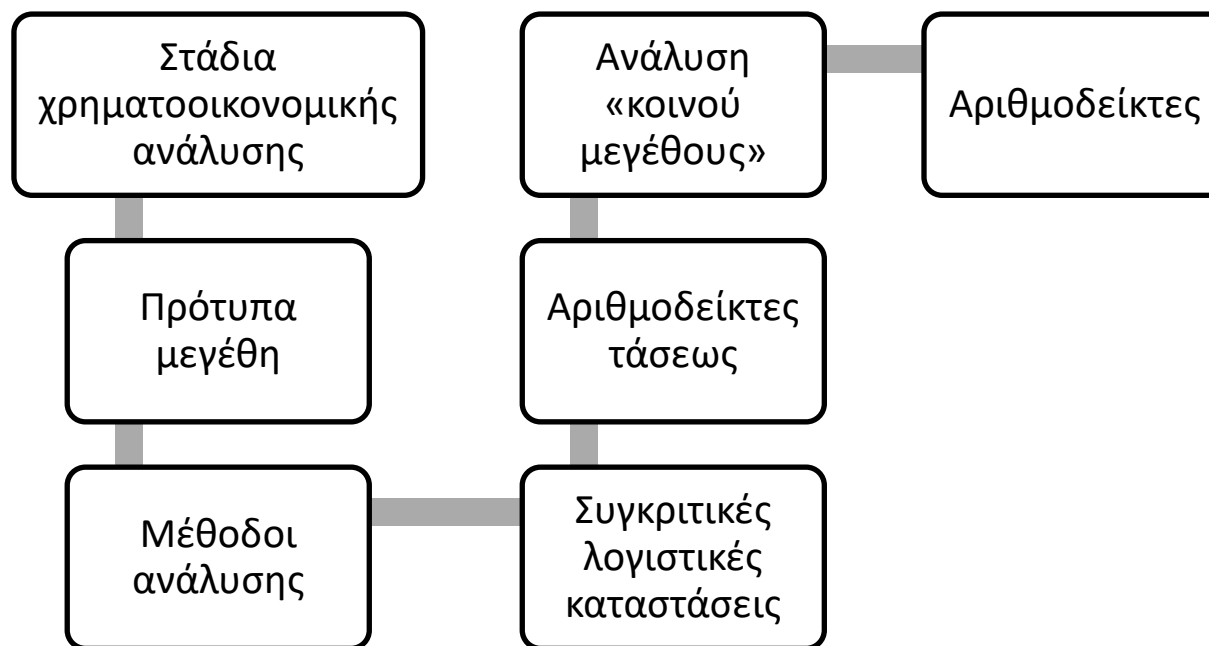 Στάδια
χρηματοοικονομικής
ανάλυσης
Πρότυπα
μεγέθη
Μέθοδοι
ανάλυσης
Συγκριτικές
λογιστικές
καταστάσεις
Αριθμοδείκτες
τάσεως
Ανάλυση
«κοινού
μεγέθους»
Αριθμοδείκτες